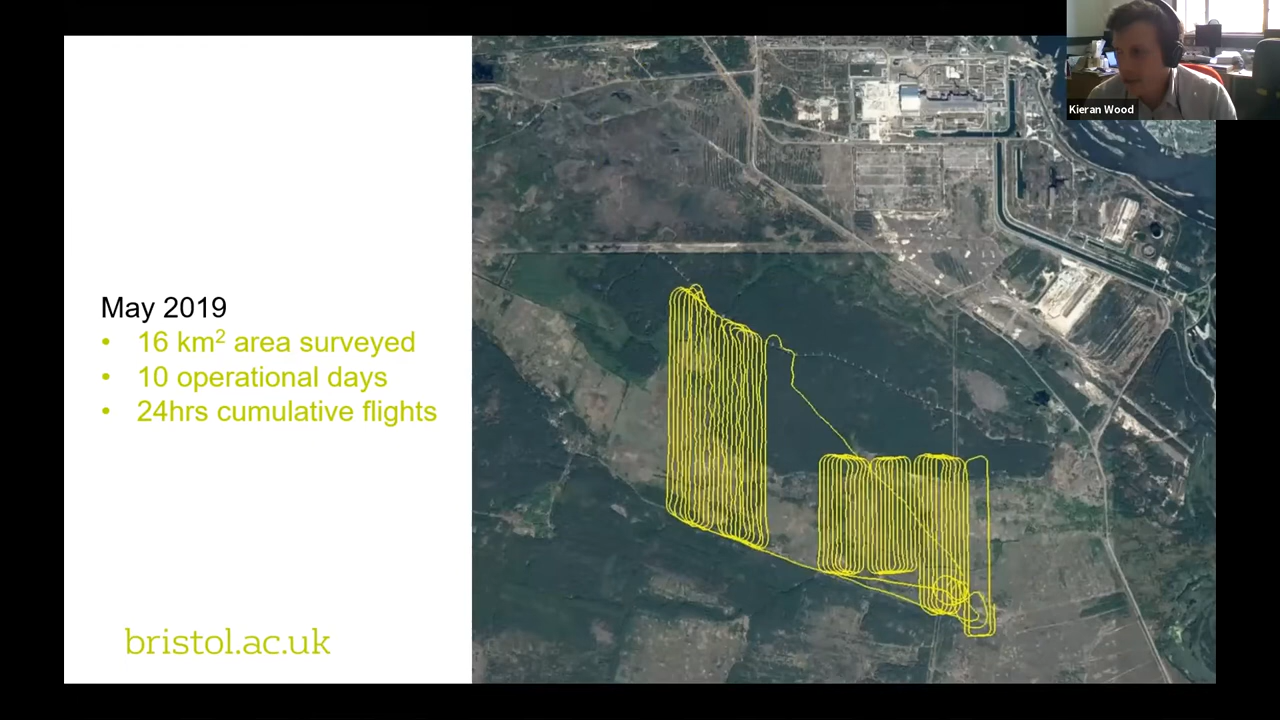 Kieran Wood
May 2019
• 16 km² area surveyed
• 10 operational days
• 24hrs cumulative flights
bristol.ac.uk